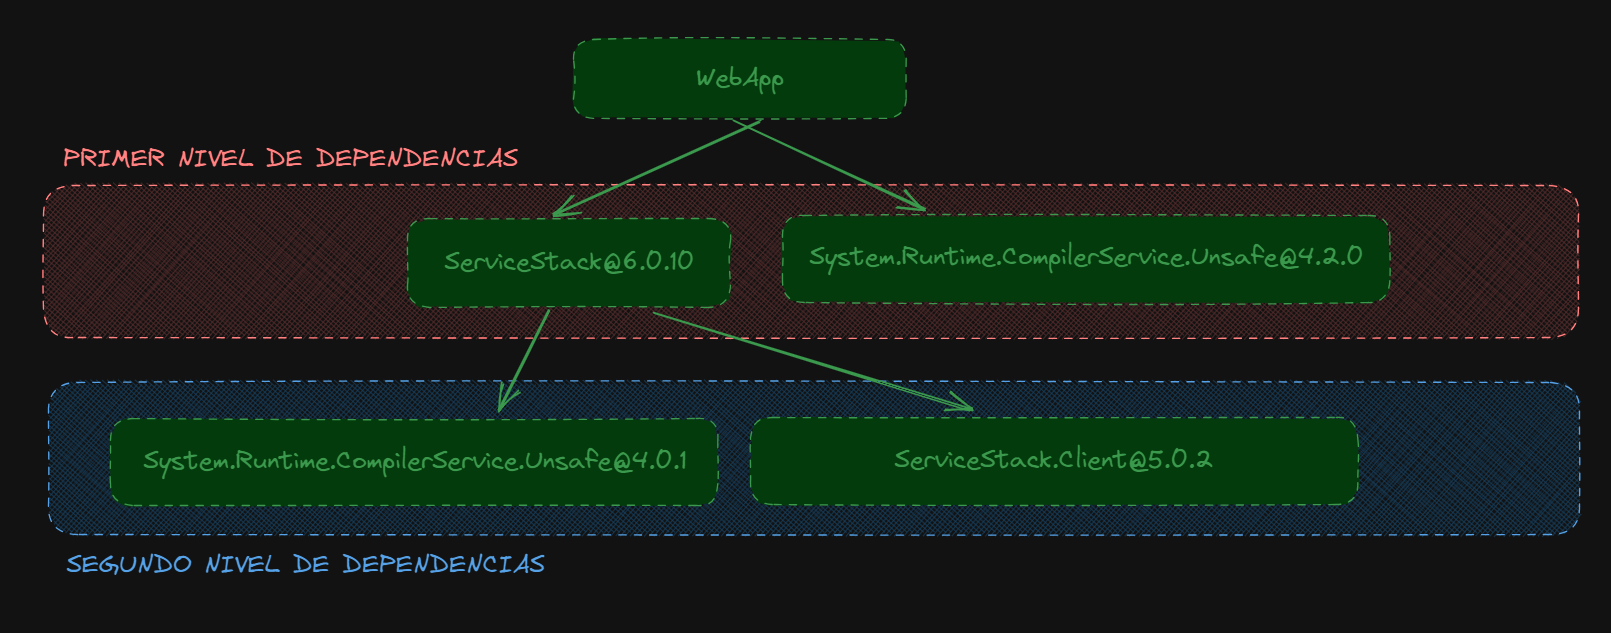 WebApp
PRIMER NIVEL DE DEPENDENCIAS
ServiceStack@6.0.10
System.Runtime.CompilerService.Unsafe@4.2.0
System.Runtime.CompilerService.Unsafe@4.0.1
ServiceStack.Client@5.0.2
SEGUNDO NIVEL DE DEPENDENCIAS